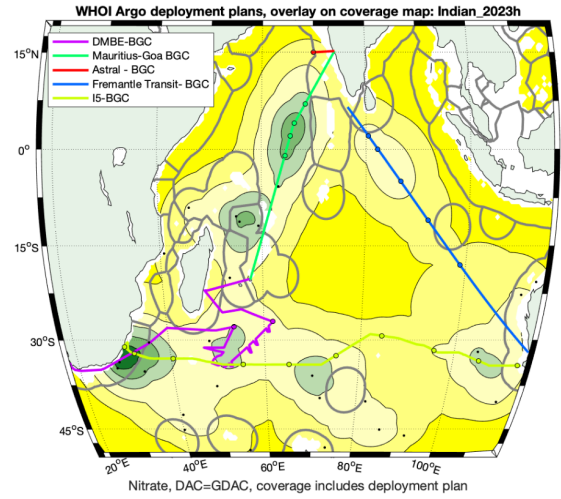 WHOI Argo deployment plans, overlay on coverage map: Indian_2023h
DMBE-BGC
Mauritius-Goa BGC
Astral - BGC
Fremantle Transit- BGC
I5-BGC
15°N
0°
15°S
30°S
45°S
20°E
40°E
60°E
80°E
100°E
Nitrate, DAC=GDAC, coverage includes deployment plan